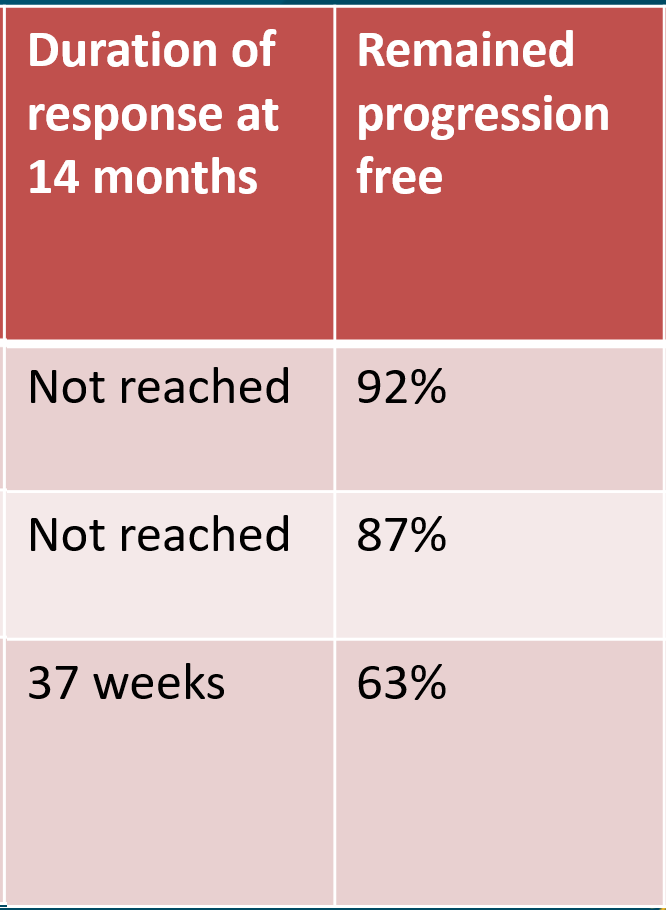 Duration of
response at
14 months
Remained
progression
free
Not reached
92%
Not reached
87%
37 weeks
63%